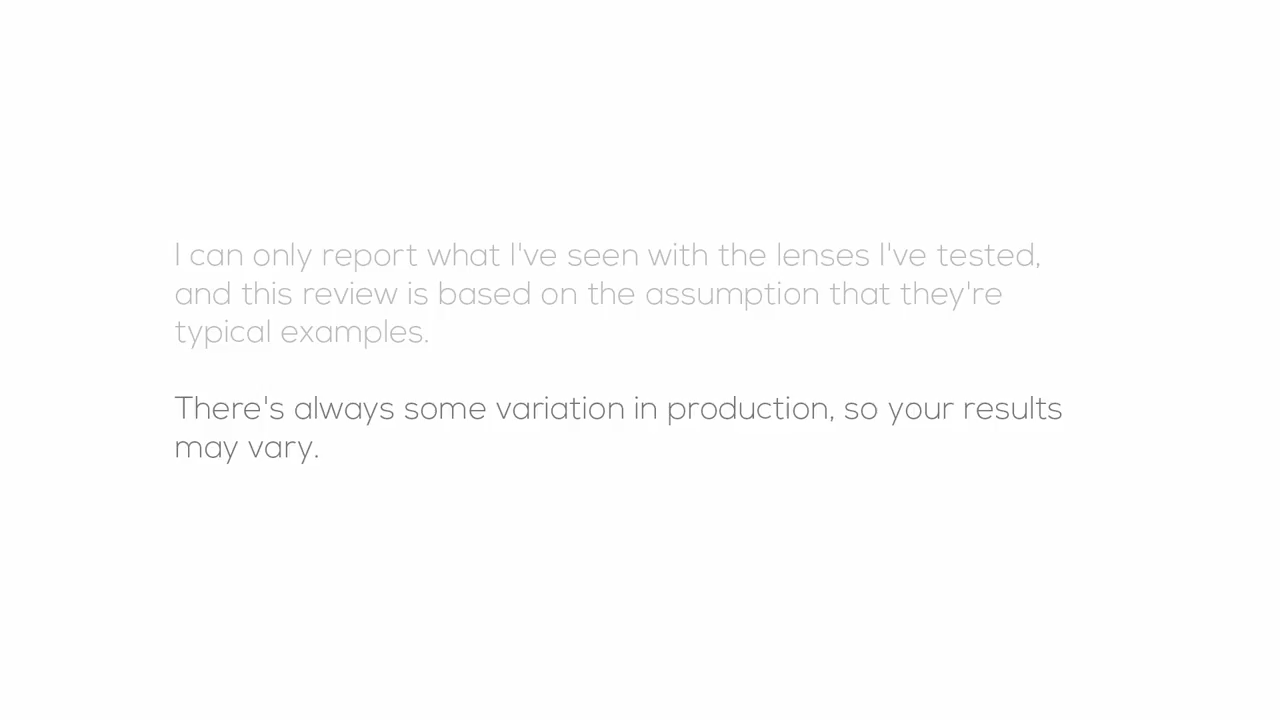 I can only report what I've seen with the lenses I've tested,
and this review is based on the assumption that they're
typical examples.
There's always some variation in production, so your results
may vary.